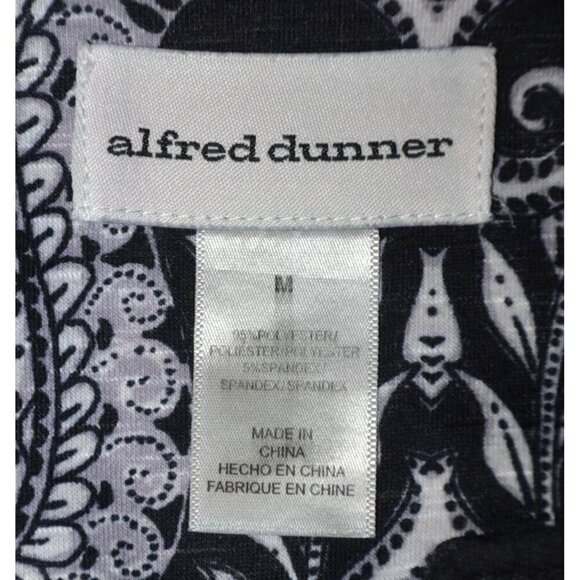 alfred dunner
M
95%POLYESTER/
POLIESTER/POLYESTER
5%SPANDEX/
SPANDEX/SPANDEX
MADE IN
CHINA
HECHO EN CHINA
FABRIQUE EN CHINE